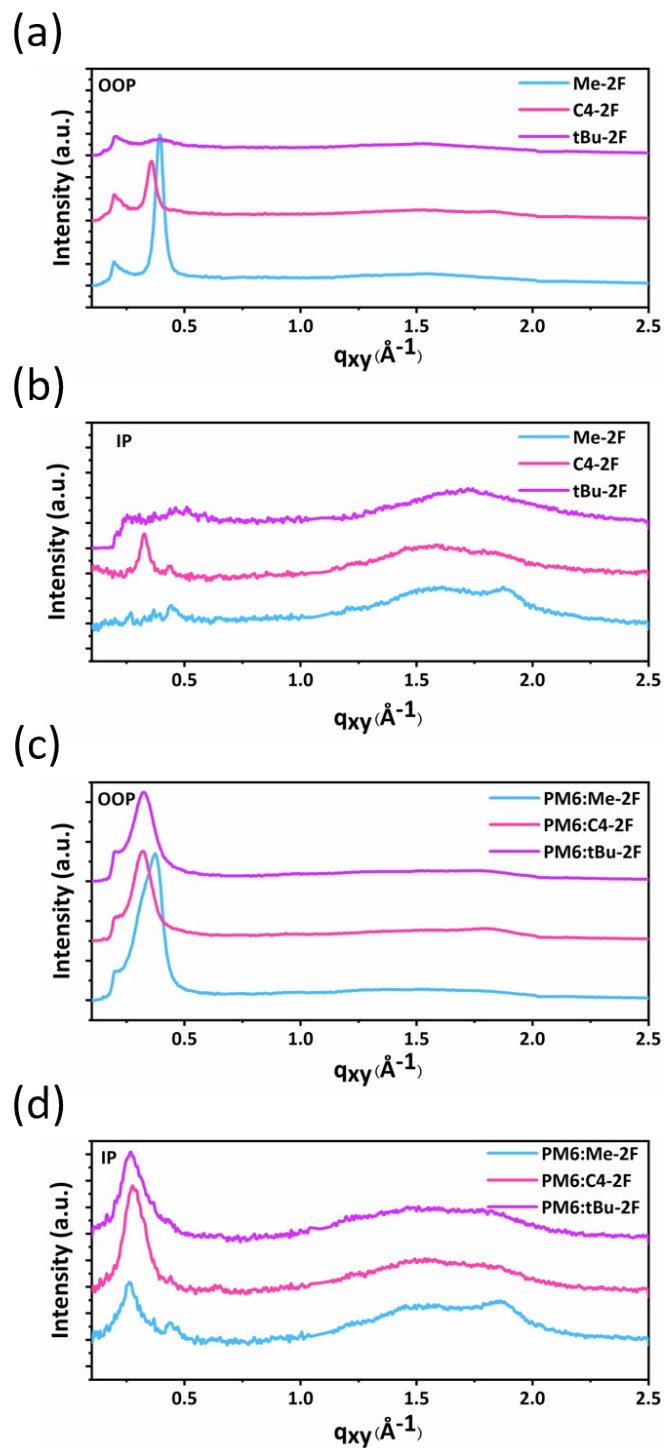 (a)
OOP
Me-2F
C4-2F
tBu-2F
Intensity (a.u.)
0.5 1.0 1.5 2.0 2.5
qxy(Å-1)
(b)
IP
Me-2F
C4-2F
tBu-2F
Intensity (a.u.)
0.5 1.0 1.5 2.0 2.5
qxy(Å-1)
(c)
OOP
PM6:Me-2F
PM6:C4-2F
PM6:tBu-2F
Intensity (a.u.)
0.5 1.0 1.5 2.0 2.5
qxy(Å-1)
(d)
IP
PM6:Me-2F
PM6:C4-2F
PM6:tBu-2F
Intensity (a.u.)
0.5 1.0 1.5 2.0 2.5
qxy(Å-1)